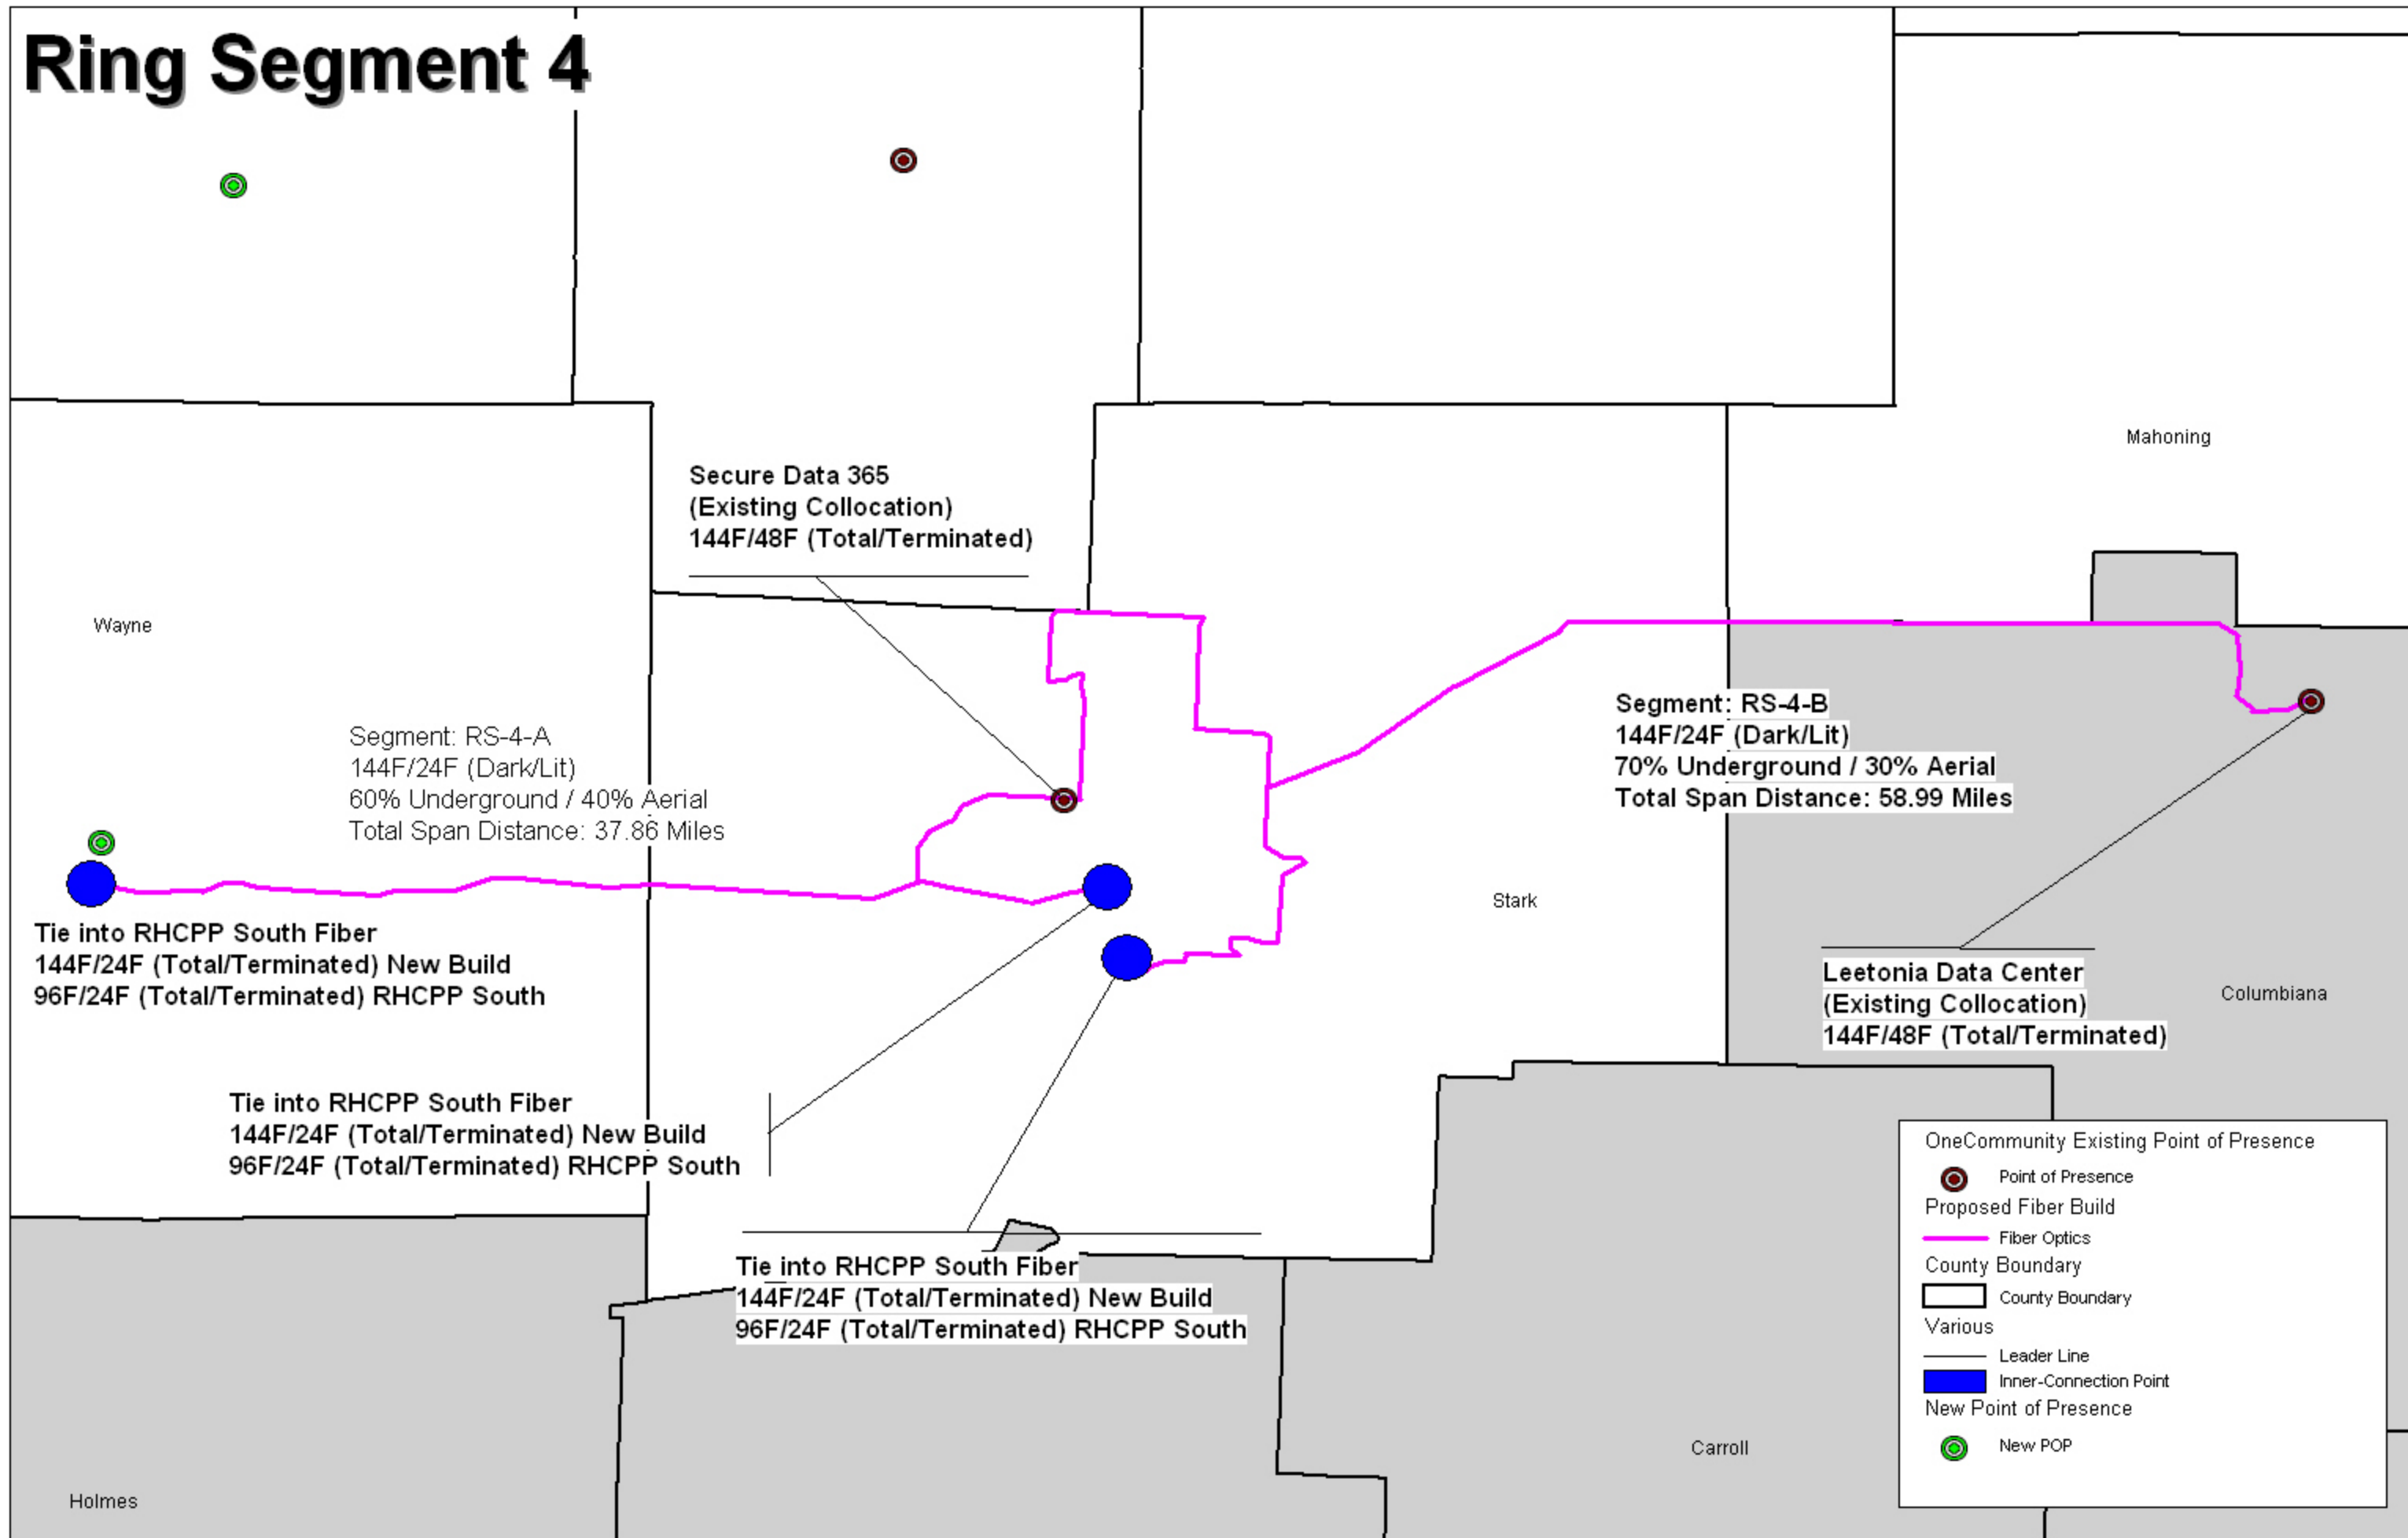 Ring Segment 4
Mahoning
Secure Data 365
(Existing Collocation)
144F/48F (Total/Terminated)
Wayne
Segment: RS-4-A
144F/24F (Dark/Lit)
60% Underground / 40% Aerial
Total Span Distance: 37.86 Miles
Segment: RS-4-B
144F/24F (Dark/Lit)
70% Underground / 30% Aerial
Total Span Distance: 58.99 Miles
Stark
Tie into RHCPP South Fiber
144F/24F (Total/Terminated) New Build
96F/24F (Total/Terminated) RHCPP South
Leetonia Data Center
(Existing Collocation)
144F/48F (Total/Terminated)
Columbiana
Tie into RHCPP South Fiber
144F/24F (Total/Terminated) New Build
96F/24F (Total/Terminated) RHCPP South
Tie into RHCPP South Fiber
144F/24F (Total/Terminated) New Build
96F/24F (Total/Terminated) RHCPP South
OneCommunity Existing Point of Presence
Point of Presence
Proposed Fiber Build
Fiber Optics
County Boundary
County Boundary
Various
Leader Line
Inner-Connection Point
New Point of Presence
New POP
Carroll
Holmes